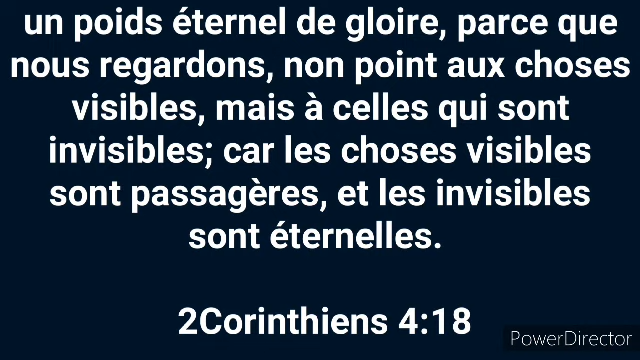 un poids éternel de gloire, parce que
nous regardons, non point aux choses
visibles, mais à celles qui sont
invisibles; car les choses visibles
sont passagères, et les invisibles
sont éternelles.
2Corinthiens 4:18
PowerDirector